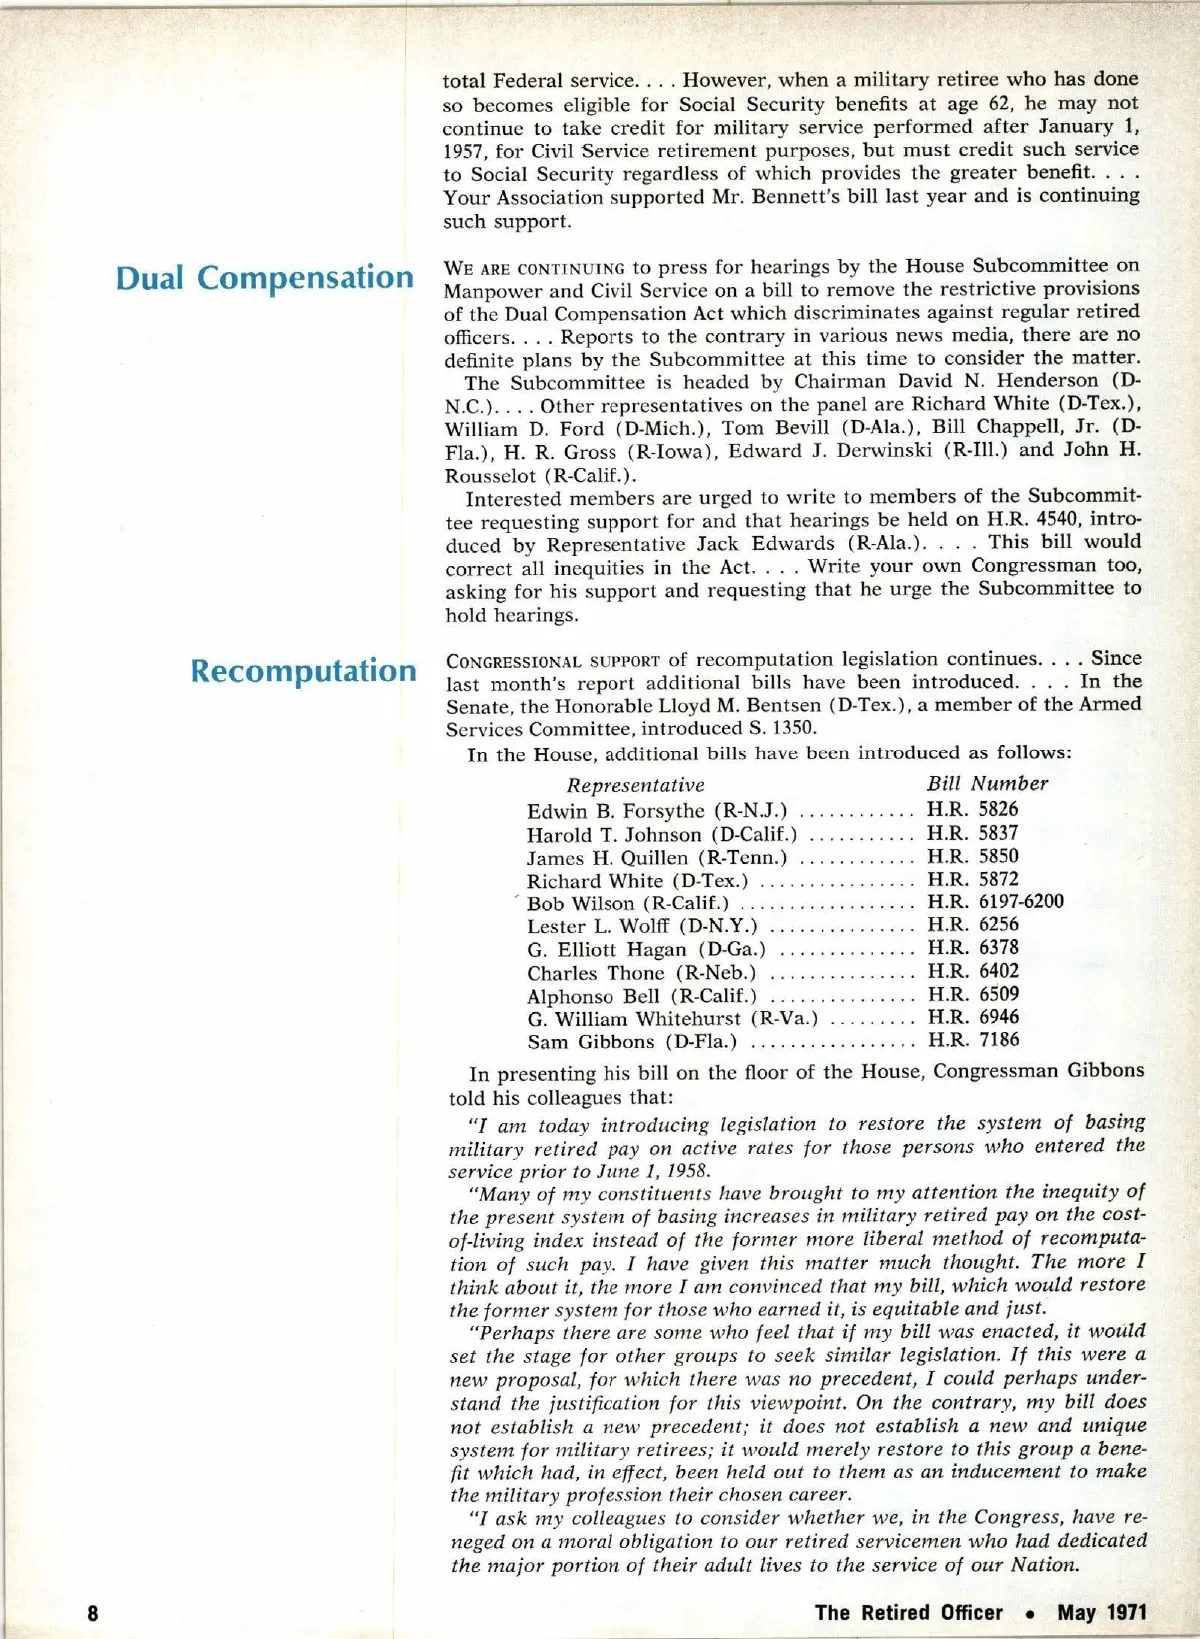 total Federal service. . . . However, when a military retiree who has done
so becomes eligible for Social Security benefits at age 62, he may not
continue to take credit for military service performed after January 1,
1957, for Civil Service retirement purposes, but must credit such service
to Social Security regardless of which provides the greater benefit. . . .
Your Association supported Mr. Bennett's bill last year and is continuing
such support.
Dual Compensation
WE ARE CONTINUING to press for hearings by the House Subcommittee on
Manpower and Civil Service on a bill to remove the restrictive provisions
of the Dual Compensation Act which discriminates against regular retired
officers. . . . Reports to the contrary in various news media, there are no
definite plans by the Subcommittee at this time to consider the matter.
The Subcommittee is headed by Chairman David N. Henderson (D-
N.C.). . . . Other representatives on the panel are Richard White (D-Tex.),
William D. Ford (D-Mich.), Tom Bevill (D-Ala.), Bill Chappell, Jr. (D-
Fla.), H. R. Gross (R-Iowa), Edward J. Derwinski (R-Ill.) and John H.
Rousselot (R-Calif.).
Interested members are urged to write to members of the Subcommit-
tee requesting support for and that hearings be held on H.R. 4540, intro-
duced by Representative Jack Edwards (R-Ala.). . . . This bill would
correct all inequities in the Act. . . . Write your own Congressman too,
asking for his support and requesting that he urge the Subcommittee to
hold hearings.
Recomputation
CONGRESSIONAL SUPPORT of recomputation legislation continues. . . . Since
last month's report additional bills have been introduced. . . . In the
Senate, the Honorable Lloyd M. Bentsen (D-Tex.), a member of the Armed
Services Committee, introduced S. 1350.
In the House, additional bills have been introduced as follows:
Representative Bill Number
Edwin B. Forsythe (R-N.J.) ............ H.R. 5826
Harold T. Johnson (D-Calif.) ........... H.R. 5837
James H. Quillen (R-Tenn.) ............ H.R. 5850
Richard White (D-Tex.) ................ H.R. 5872
Bob Wilson (R-Calif.) .................. H.R. 6197-6200
Lester L. Wolff (D-N.Y.) ............... H.R. 6256
G. Elliott Hagan (D-Ga.) .............. H.R. 6378
Charles Thone (R-Neb.) ............... H.R. 6402
Alphonso Bell (R-Calif.) ............... H.R. 6509
G. William Whitehurst (R-Va.) ......... H.R. 6946
Sam Gibbons (D-Fla.) ................. H.R. 7186
In presenting his bill on the floor of the House, Congressman Gibbons
told his colleagues that:
"I am today introducing legislation to restore the system of basing
military retired pay on active rates for those persons who entered the
service prior to June 1, 1958.
"Many of my constituents have brought to my attention the inequity of
the present system of basing increases in military retired pay on the cost-
of-living index instead of the former more liberal method of recomputa-
tion of such pay. I have given this matter much thought. The more I
think about it, the more I am convinced that my bill, which would restore
the former system for those who earned it, is equitable and just.
"Perhaps there are some who feel that if my bill was enacted, it would
set the stage for other groups to seek similar legislation. If this were a
new proposal, for which there was no precedent, I could perhaps under-
stand the justification for this viewpoint. On the contrary, my bill does
not establish a new precedent; it does not establish a new and unique
system for military retirees; it would merely restore to this group a bene-
fit which had, in effect, been held out to them as an inducement to make
the military profession their chosen career.
"I ask my colleagues to consider whether we, in the Congress, have re-
neged on a moral obligation to our retired servicemen who had dedicated
the major portion of their adult lives to the service of our Nation.
8 The Retired Officer • May 1971